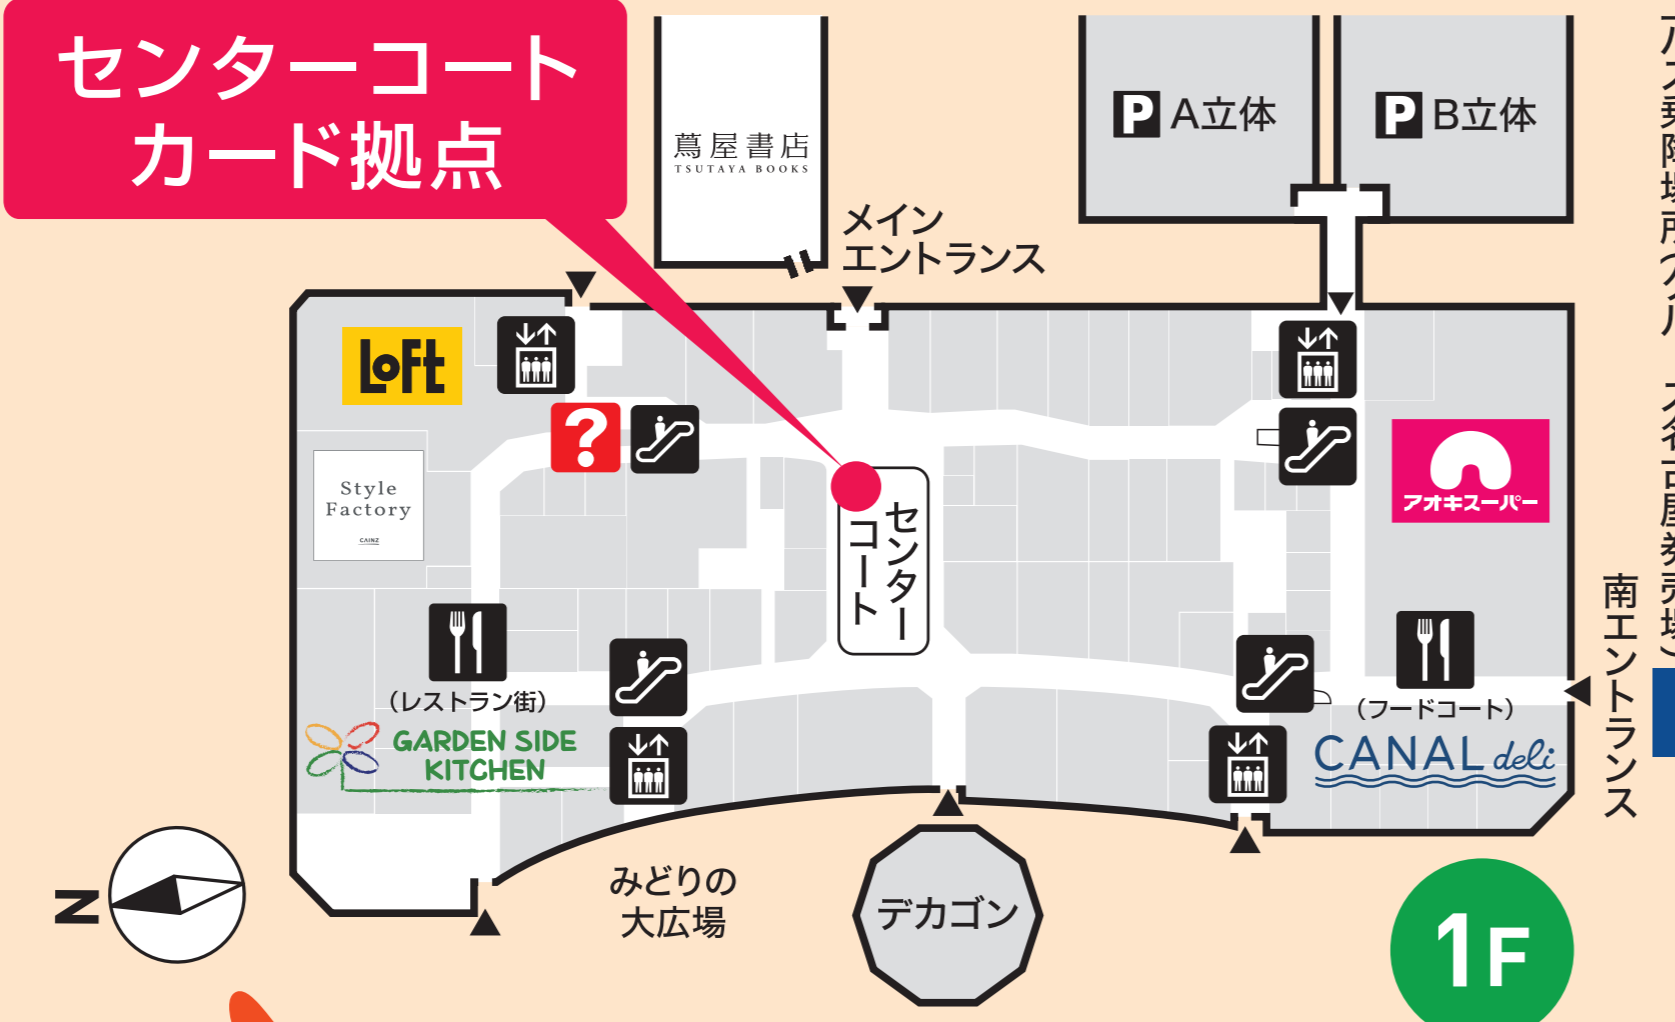 センターコート
カード拠点
蔦屋書店
TSUTAYA BOOKS
P A立体
P B立体
メイン
エントランス
LoFt
?
Style
Factory
CAINZ
センター
コート
アオキスーパー
(レストラン街)
GARDEN SIDE
KITCHEN
(フードコート)
CANAL deli
南エントランス
N
みどりの
大広場
デカゴン
1F